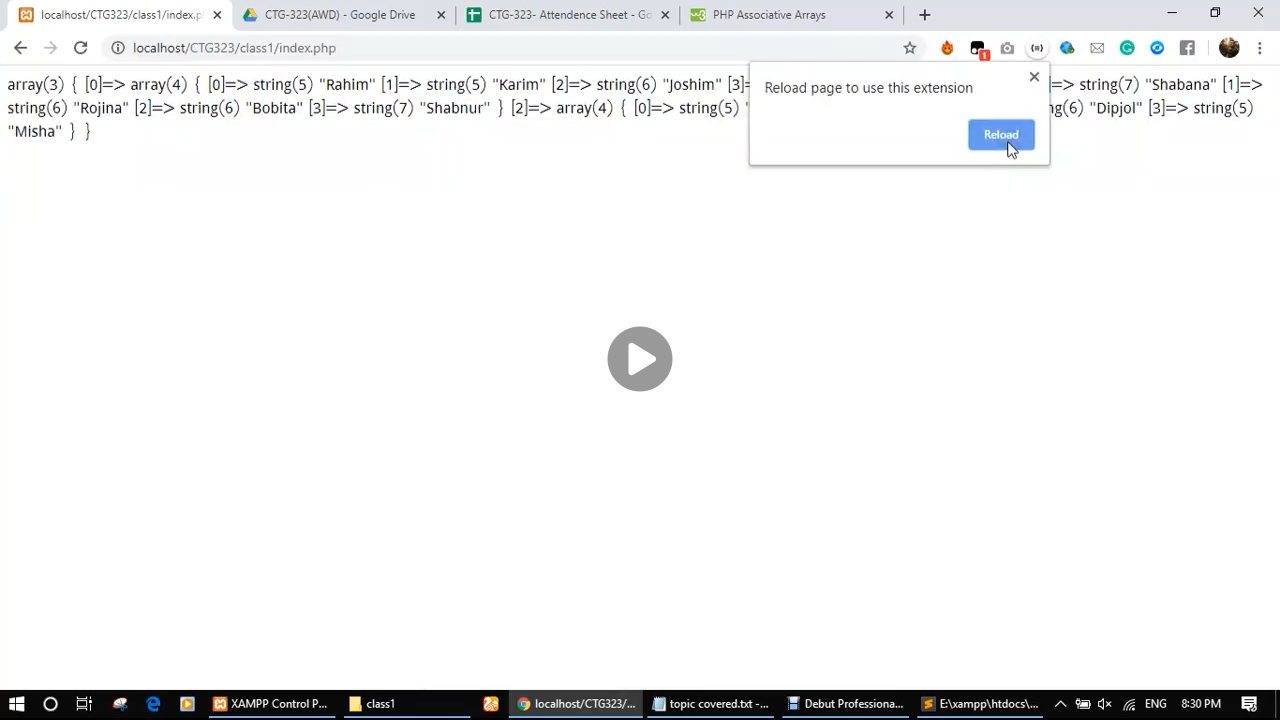 localhost/CTG323/class1/index.p
CTG-323(AWD) - Google Drive
CTG-323- Attendence Sheet - Go
PHP Associative Arrays
localhost/CTG323/class1/index.php
1
array(3) { [0]=> array(4) { [0]=> string(5) "Rahim" [1]=> string(5) "Karim" [2]=> string(6) "Joshim" [3]= => string(7) "Shabana" [1]=>
string(6) "Rojina" [2]=> string(6) "Bobita" [3]=> string(7) "Shabnur" } [2]=> array(4) { [0]=> string(5) "Dipjol" [3]=> string(5)
"Misha" } }
Reload page to use this extension
Reload
XAMPP Control P...
class1
localhost/CTG323/...
topic covered.txt -...
Debut Professiona...
E:\xampp\htdocs\...
ENG
8:30 PM